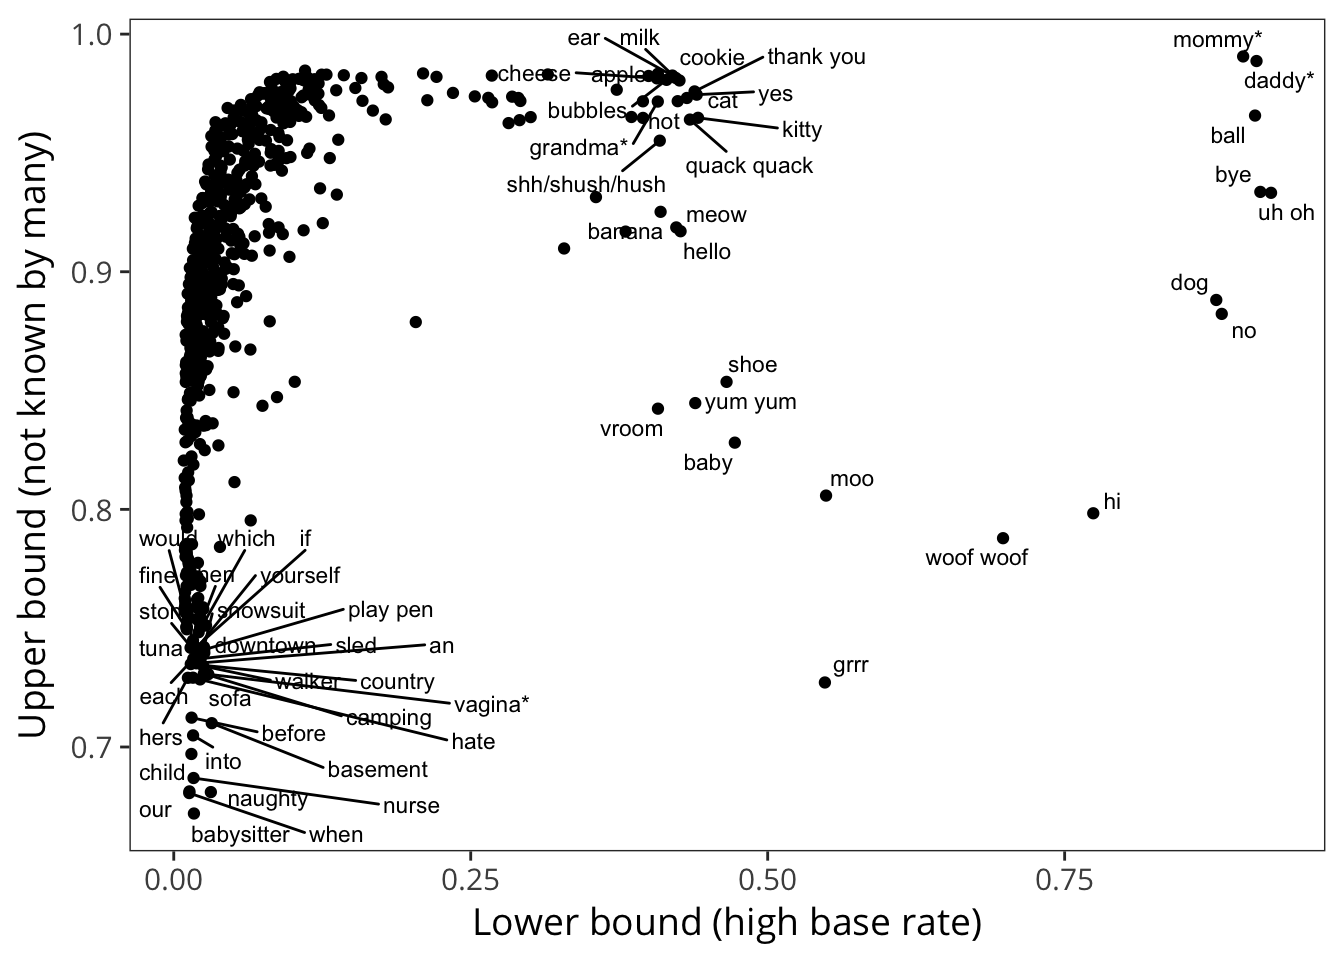 1.0
0.9
0.8
0.7
Upper bound (not known by many)
0.00
0.25
0.50
0.75
Lower bound (high base rate)
ear
milk
cookie
thank you
cheese
apple
bubbles
hot
cat
yes
grandma*
kitty
quack quack
shh/shush/hush
meow
banana
hello
mommy*
daddy*
ball
bye
uh oh
dog
no
shoe
yum yum
vroom
baby
moo
hi
woof woof
grrr
would
which
if
fine
yourself
snowsuit
play pen
tuna
downtown
sled
an
each
sofa
walker
country
vagina*
camping
hers
before
hate
into
basement
child
naughty
nurse
our
babysitter
when